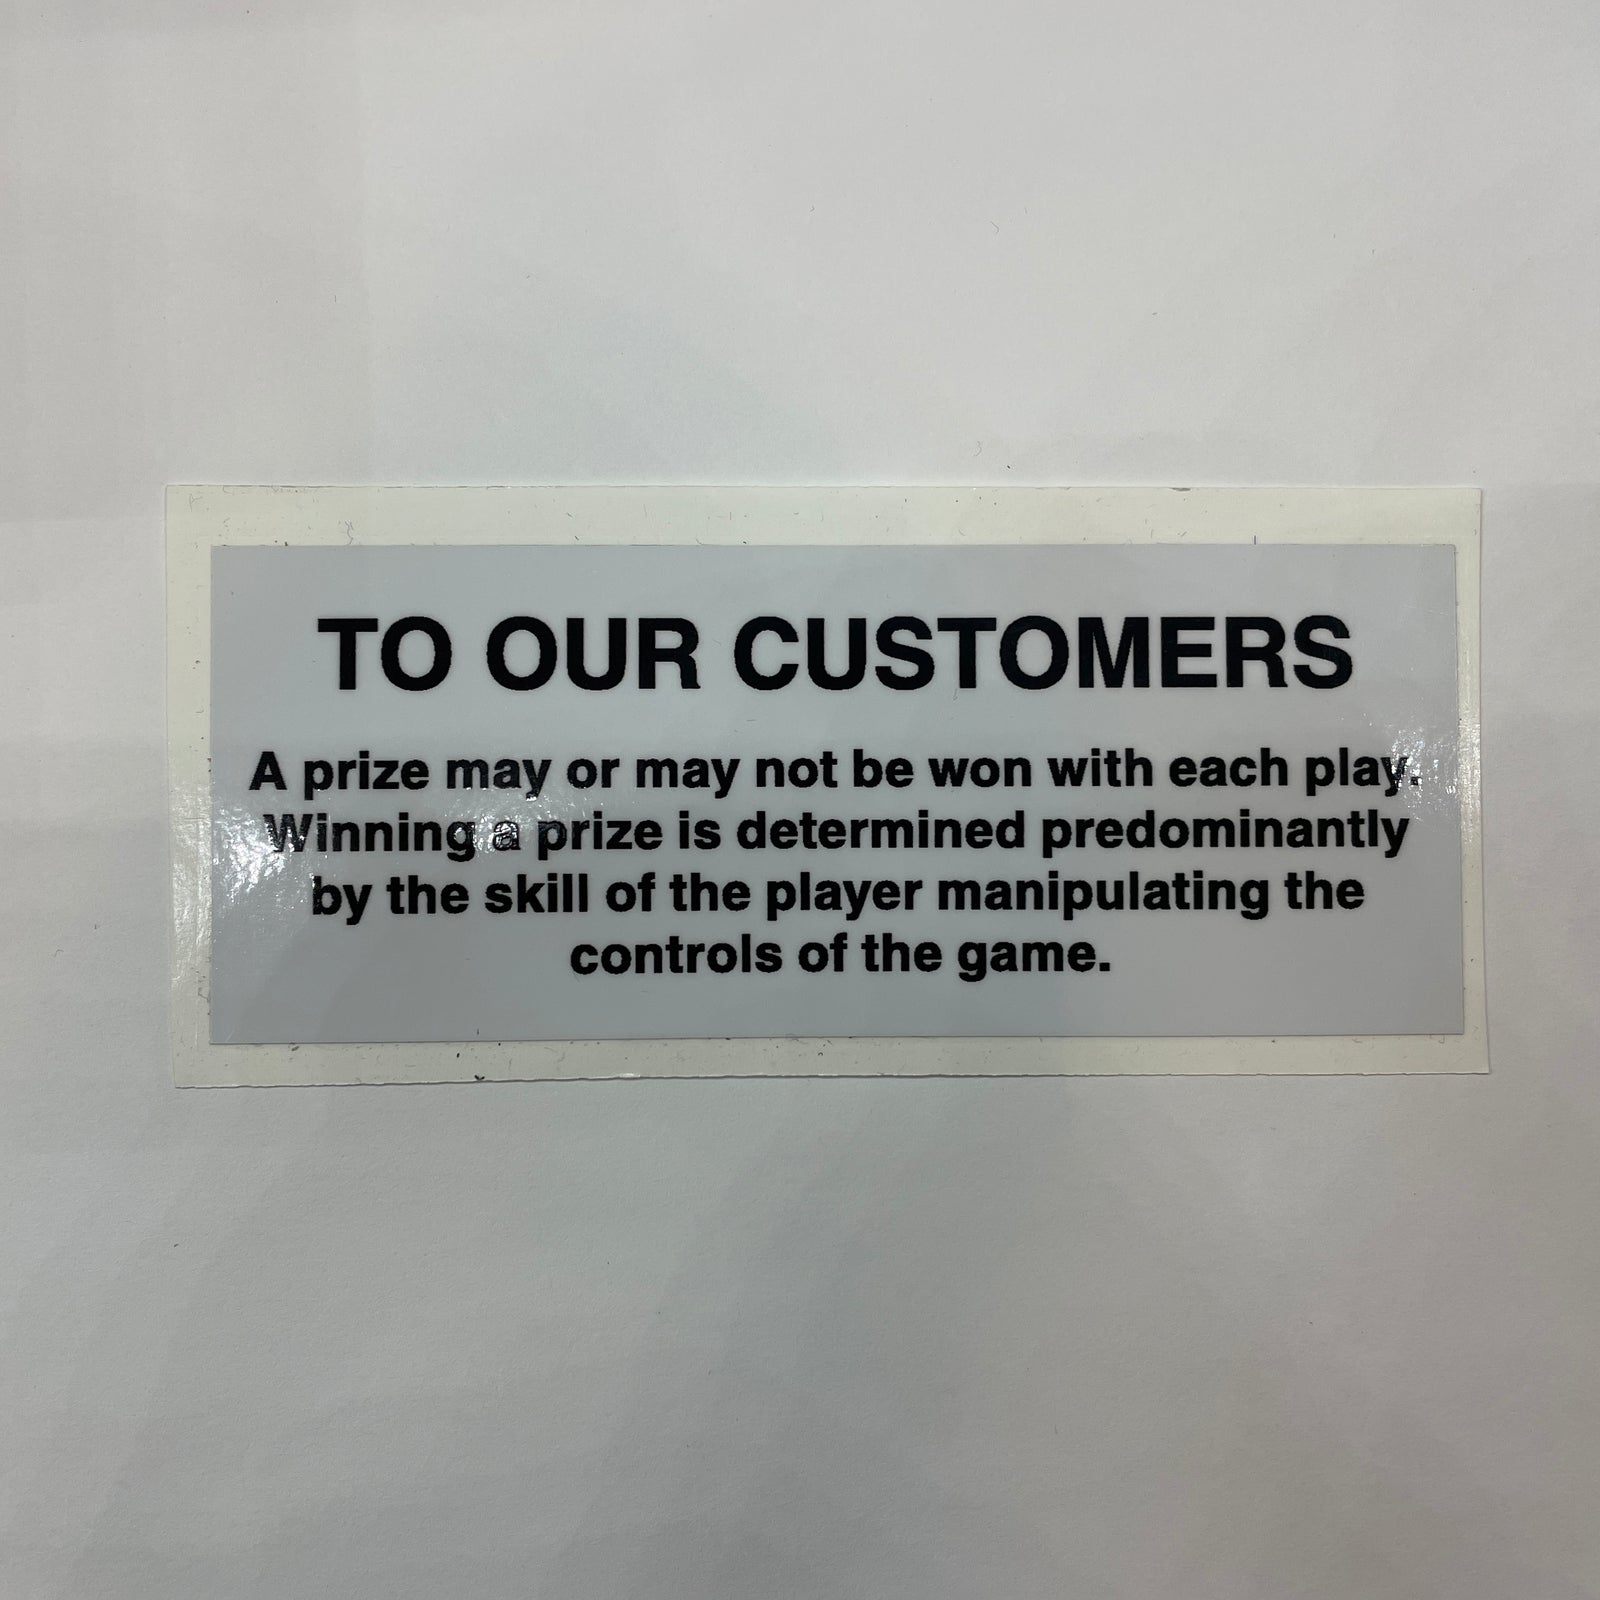 TO OUR CUSTOMERS
A prize may or may not be won with each play.
Winning a prize is determined predominantly
by the skill of the player manipulating the
controls of the game.